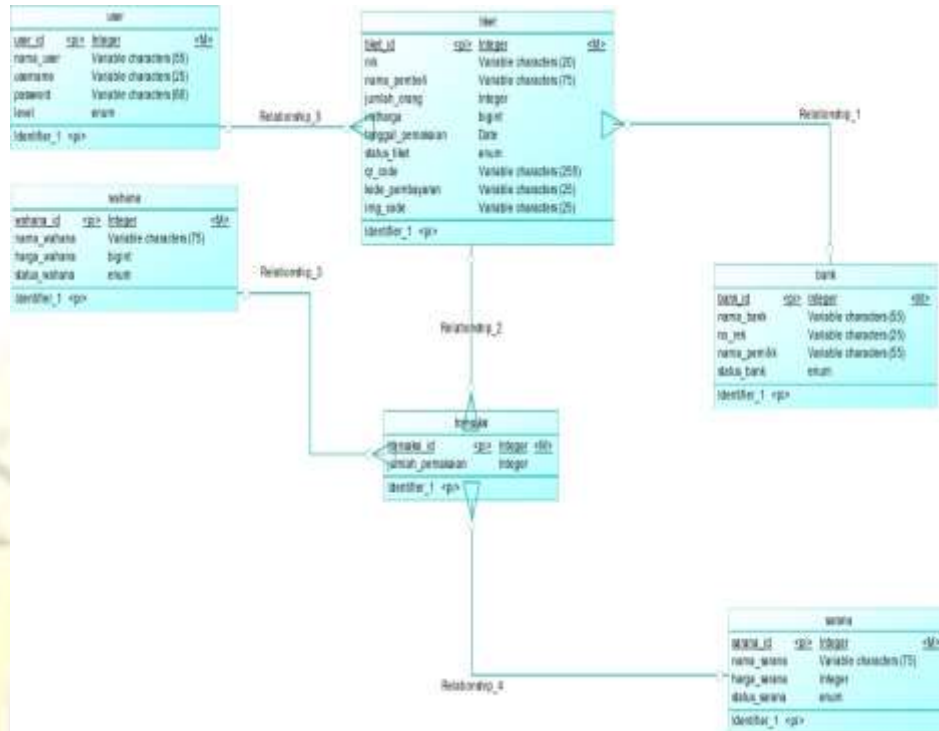 user
user_id <pi> Integer <M>
nama_user Variable characters (55)
username Variable characters (25)
password Variable characters (68)
level enum
Identifier_1 <pi>
tiket
tiket_id <pi> Integer <M>
nik Variable characters (20)
nama_pembeli Variable characters (75)
jumlah_orang Integer
bigint
tanggal_pemakaian Date
status_tiket enum
qr_code Variable characters (255)
kode_pembayaran Variable characters (25)
img_code Variable characters (25)
Identifier_1 <pi>
Relationship_5
Relationship_1
wahana
wahana_id <pi> Integer <M>
nama_wahana Variable characters (75)
harga_wahana bigint
status_wahana enum
Identifier_1 <pi>
Relationship_3
Relationship_2
bank
bank_id <pi> Integer <M>
nama_bank Variable characters (55)
no_rek Variable characters (25)
nama_pemilik Variable characters (55)
status_bank enum
Identifier_1 <pi>
<pi> Integer <M>
jumlah_pemakaian Integer
Identifier_1 <pi>
Relationship_4
sarana
sarana_id <pi> Integer <M>
nama_sarana Variable characters (75)
harga_sarana Integer
status_sarana enum
Identifier_1 <pi>